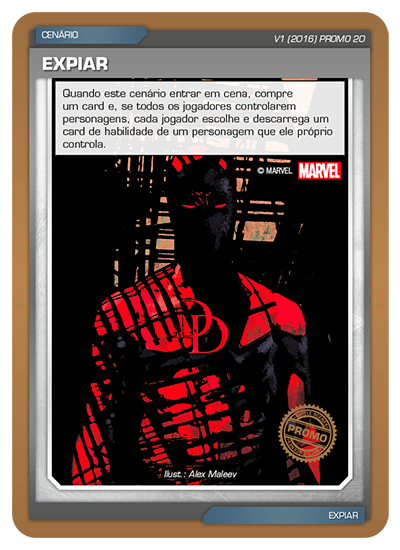 CENÁRIO
V1 (2016) PROMO 20
EXPIAR
Quando este cenário entrar em cena, compre
um card e, se todos os jogadores controlarem
personagens, cada jogador escolhe e descarrega um
card de habilidade de um personagem que ele próprio
controla.
© MARVEL MARVEL
DD
PROMO
Ilust.: Alex Maleev
EXPIAR